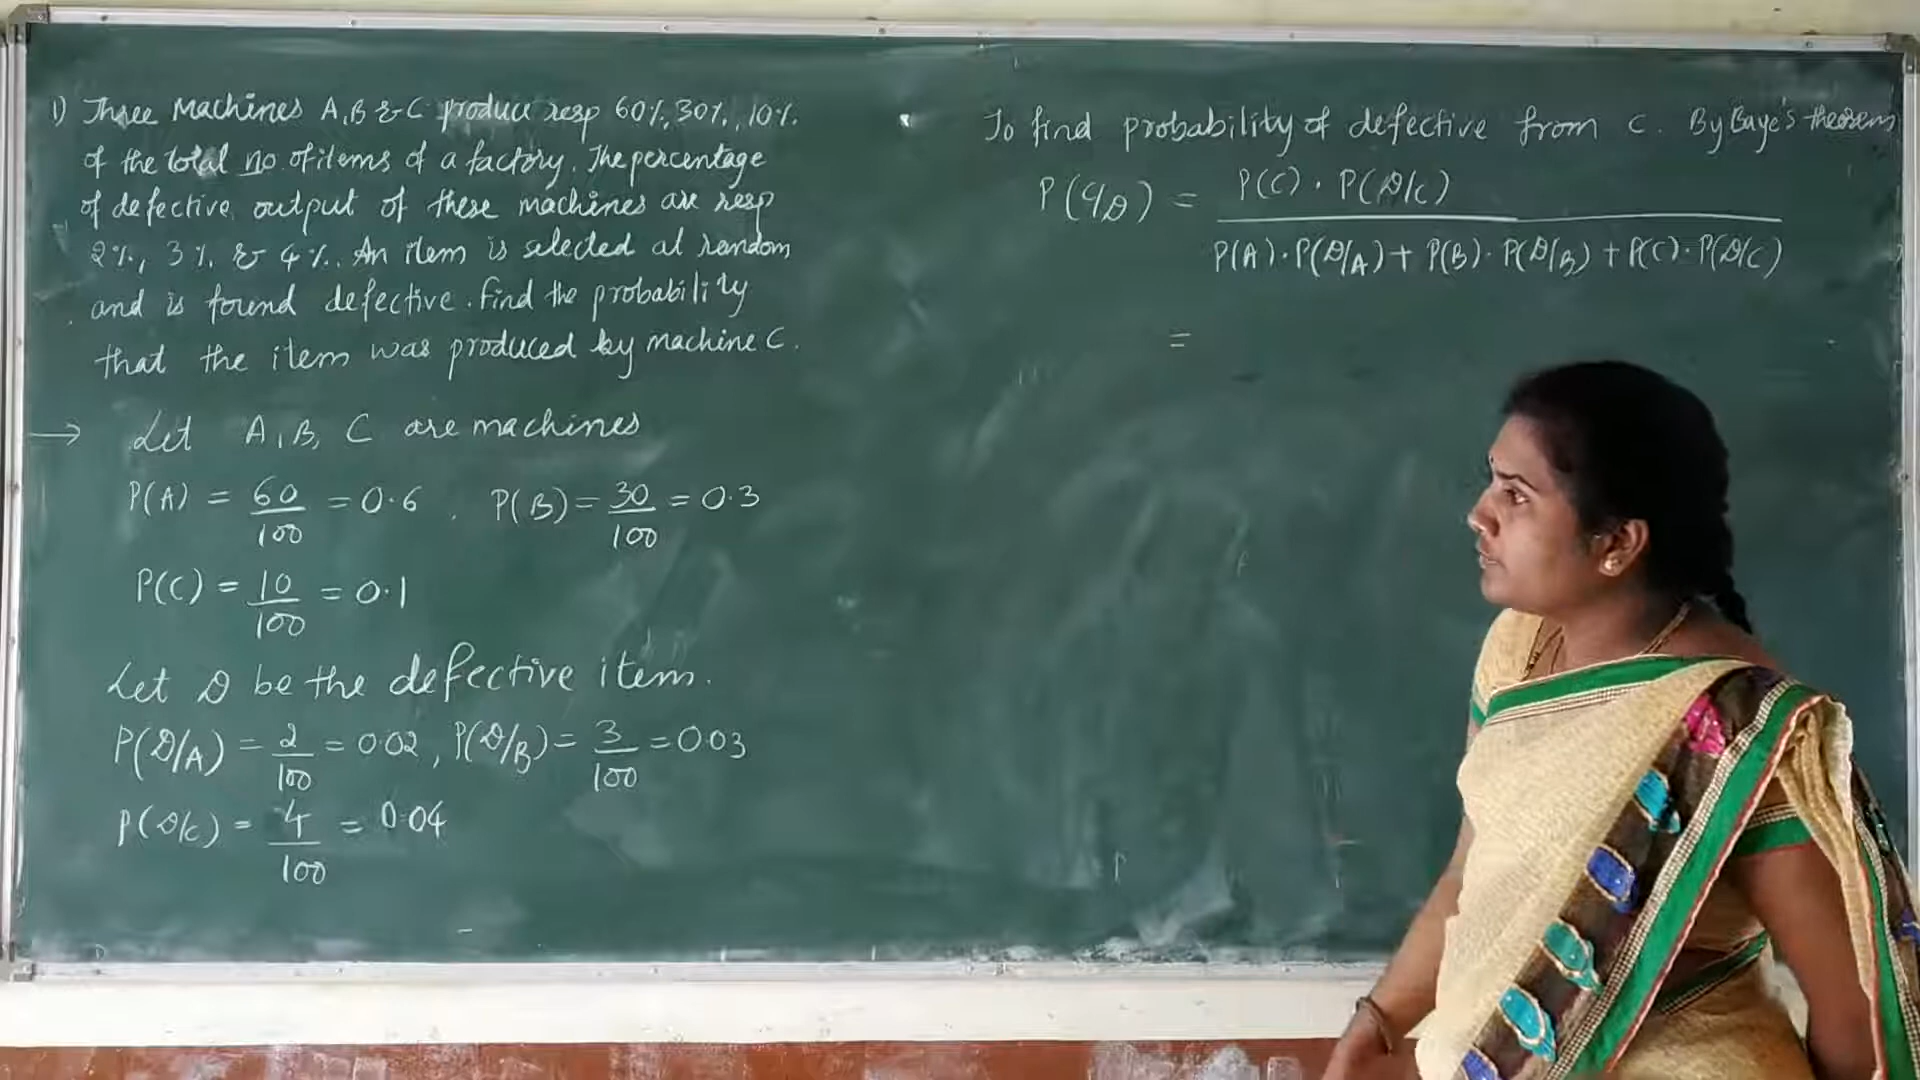 1) Three Machines A, B & C produce resp 60%, 30%, 10%.
of the total no. of items of a factory. The percentage
of defective output of these machines are resp
2%, 3% & 4%. An item is selected at random
and is found defective. Find the probability
that the item was produced by machine C.
→ Let A, B, C are machines
P(A) = 60/100 = 0.6 . P(B) = 30/100 = 0.3
P(C) = 10/100 = 0.1
Let D be the defective item.
P(D/A) = 2/100 = 0.02, P(D/B) = 3/100 = 0.03
P(D/C) = 4/100 = 0.04
To find probability of defective from C. By Baye's theorem
P(C/D) = P(C) · P(D/C)
P(A) · P(D/A) + P(B) · P(D/B) + P(C) · P(D/C)
=